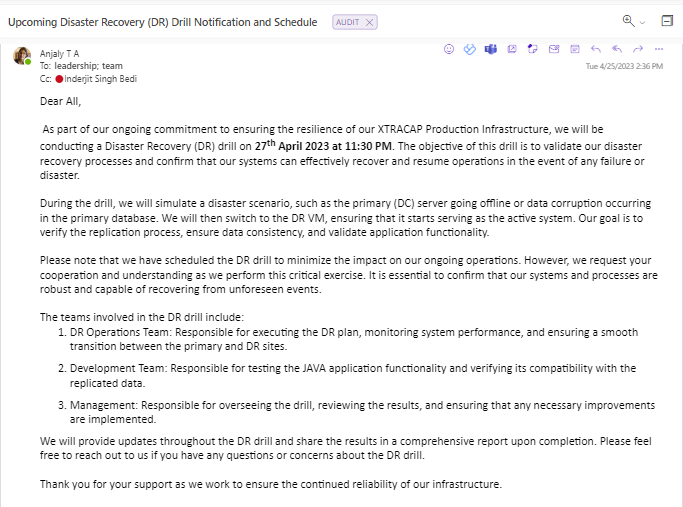 Upcoming Disaster Recovery (DR) Drill Notification and Schedule AUDIT
Anjaly T A
To: leadership; team
Tue 4/25/2023 2:36 PM
Cc: Inderjit Singh Bedi
Dear All,
As part of our ongoing commitment to ensuring the resilience of our XTRACAP Production Infrastructure, we will be
conducting a Disaster Recovery (DR) drill on 27th April 2023 at 11:30 PM. The objective of this drill is to validate our disaster
recovery processes and confirm that our systems can effectively recover and resume operations in the event of any failure or
disaster.
During the drill, we will simulate a disaster scenario, such as the primary (DC) server going offline or data corruption occurring
in the primary database. We will then switch to the DR VM, ensuring that it starts serving as the active system. Our goal is to
verify the replication process, ensure data consistency, and validate application functionality.
Please note that we have scheduled the DR drill to minimize the impact on our ongoing operations. However, we request your
cooperation and understanding as we perform this critical exercise. It is essential to confirm that our systems and processes are
robust and capable of recovering from unforeseen events.
The teams involved in the DR drill include:
1. DR Operations Team: Responsible for executing the DR plan, monitoring system performance, and ensuring a smooth
transition between the primary and DR sites.
2. Development Team: Responsible for testing the JAVA application functionality and verifying its compatibility with the
replicated data.
3. Management: Responsible for overseeing the drill, reviewing the results, and ensuring that any necessary improvements
are implemented.
We will provide updates throughout the DR drill and share the results in a comprehensive report upon completion. Please feel
free to reach out to us if you have any questions or concerns about the DR drill.
Thank you for your support as we work to ensure the continued reliability of our infrastructure.